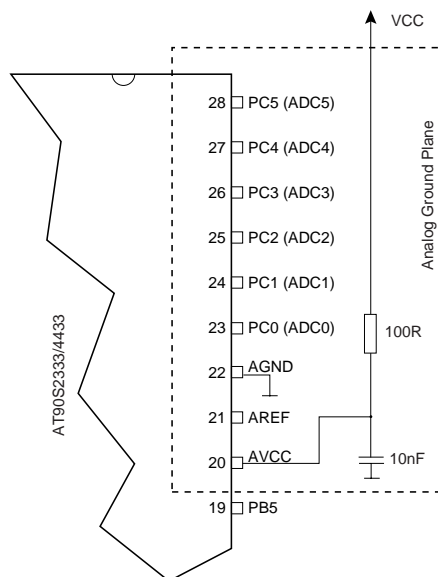 VCC
28 PC5 (ADC5)
27 PC4 (ADC4)
26 PC3 (ADC3)
25 PC2 (ADC2)
24 PC1 (ADC1)
23 PC0 (ADC0)
22 AGND
21 AREF
20 AVCC
19 PB5
AT90S2333/4433
Analog Ground Plane
100R
10nF